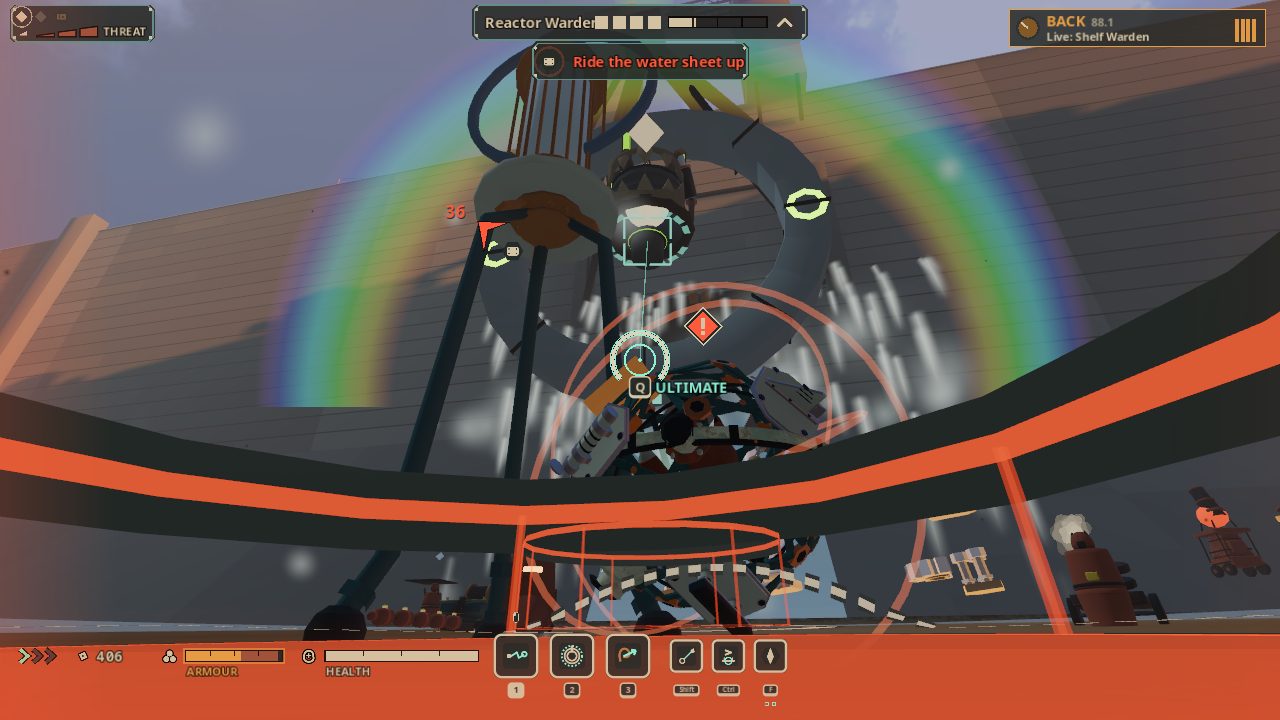 THREAT
Reactor Warden
Ride the water sheet up
BACK 88.1
Live: Shelf Warden
36
Q ULTIMATE
406
ARMOUR
HEALTH
1
2
3
Shift
Ctrl
F